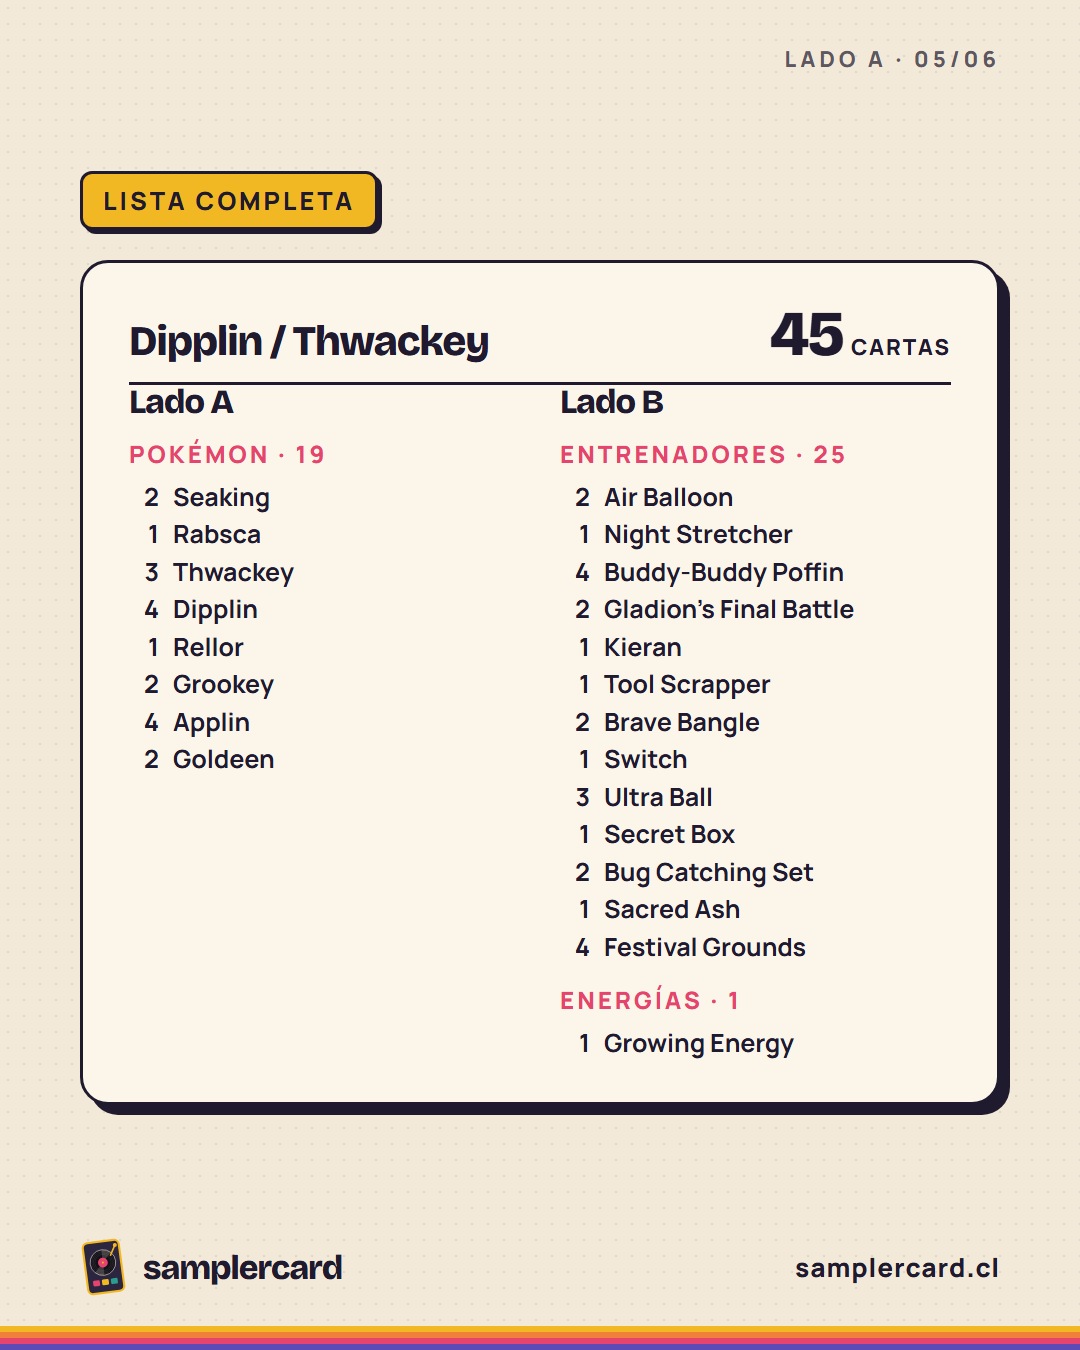 LADO A · 05/06
LISTA COMPLETA
Dipplin / Thwackey
45 CARTAS
Lado A
POKÉMON · 19
2 Seaking
1 Rabsca
3 Thwackey
4 Dipplin
1 Rellor
2 Grookey
4 Applin
2 Goldeen
Lado B
ENTRENADORES · 25
2 Air Balloon
1 Night Stretcher
4 Buddy-Buddy Poffin
2 Gladion’s Final Battle
1 Kieran
1 Tool Scrapper
2 Brave Bangle
1 Switch
3 Ultra Ball
1 Secret Box
2 Bug Catching Set
1 Sacred Ash
4 Festival Grounds
ENERGÍAS · 1
1 Growing Energy
samplercard
samplercard.cl